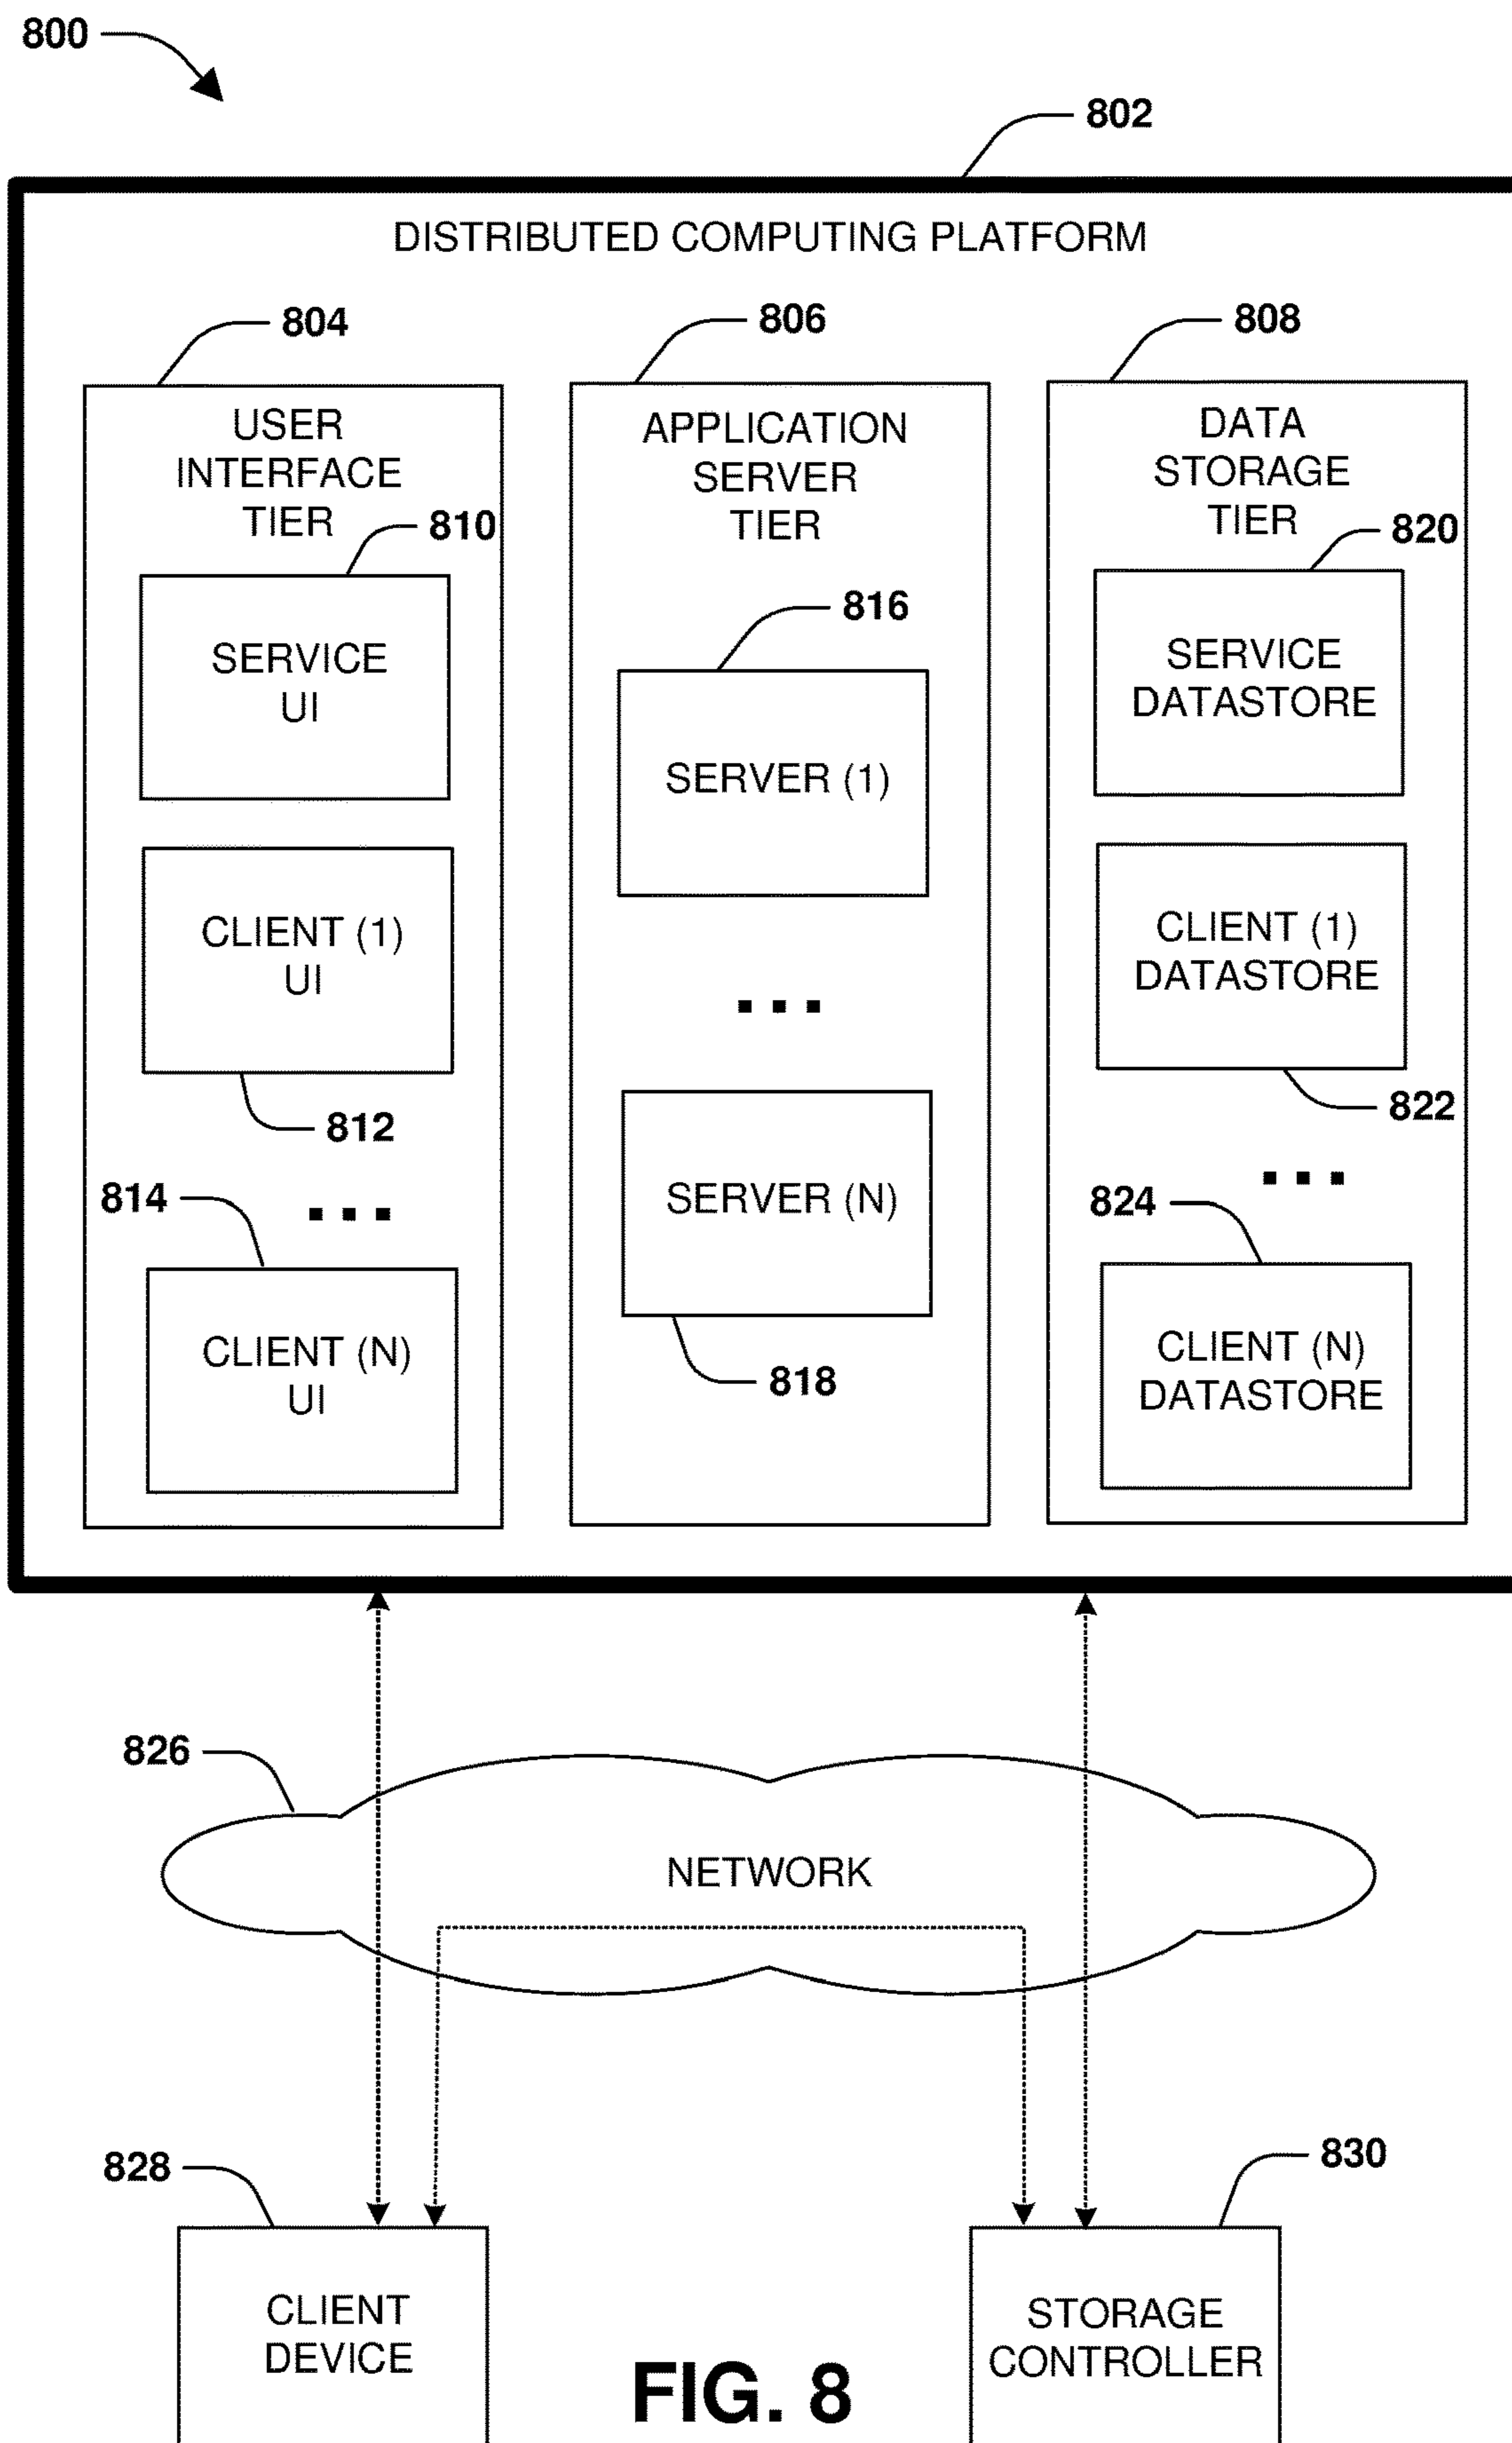 800
802
DISTRIBUTED COMPUTING PLATFORM
804
USER
INTERFACE
TIER
810
SERVICE
UI
CLIENT (1)
UI
812
814
CLIENT (N)
UI
806
APPLICATION
SERVER
TIER
816
SERVER (1)
SERVER (N)
818
808
DATA
STORAGE
TIER
820
SERVICE
DATASTORE
CLIENT (1)
DATASTORE
822
824
CLIENT (N)
DATASTORE
826
NETWORK
828
CLIENT
DEVICE
830
STORAGE
CONTROLLER
FIG. 8